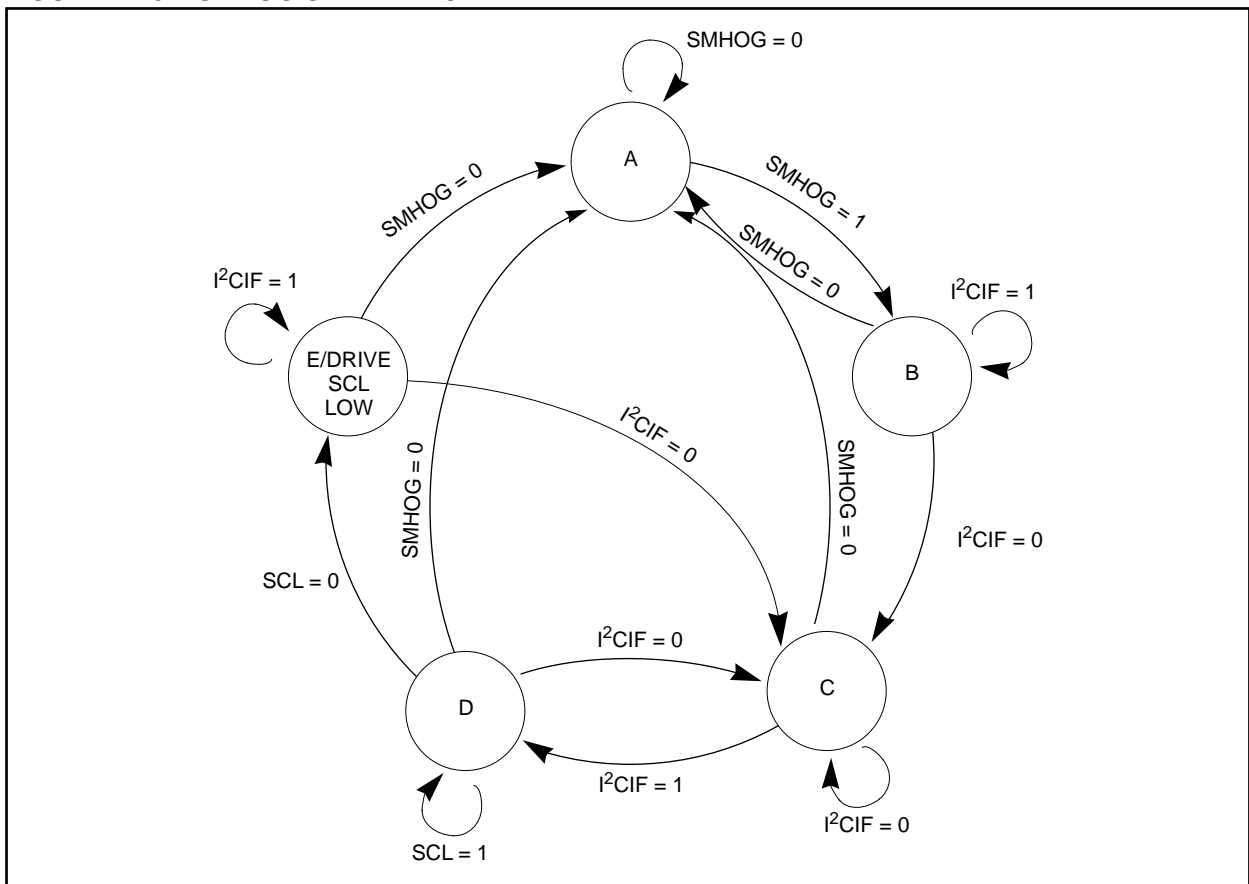 SMHOG = 0
A
SMHOG = 0
SMHOG = 1
SMHOG = 0
I²CIF = 1
I²CIF = 1
E/DRIVE
SCL
LOW
B
I²CIF = 0
SMHOG = 0
SMHOG = 0
I²CIF = 0
SCL = 0
I²CIF = 0
D
C
I²CIF = 1
I²CIF = 0
SCL = 1